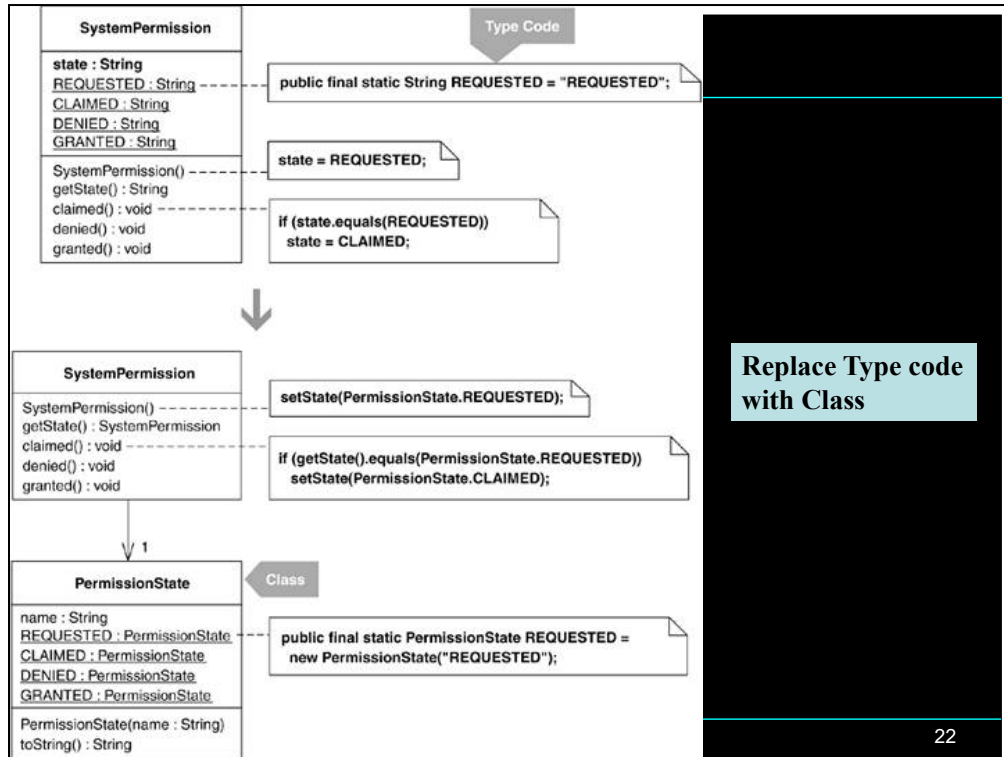 SystemPermission
state : String
REQUESTED : String
CLAIMED : String
DENIED : String
GRANTED : String
SystemPermission()
getState() : String
claimed() : void
denied() : void
granted() : void
Type Code
public final static String REQUESTED = "REQUESTED";
state = REQUESTED;
if (state.equals(REQUESTED))
state = CLAIMED;
SystemPermission
SystemPermission()
getState() : SystemPermission
claimed() : void
denied() : void
granted() : void
setState(PermissionState.REQUESTED);
if (getState().equals(PermissionState.REQUESTED))
setState(PermissionState.CLAIMED);
1
PermissionState
name : String
REQUESTED : PermissionState
CLAIMED : PermissionState
DENIED : PermissionState
GRANTED : PermissionState
PermissionState(name : String)
toString() : String
Class
public final static PermissionState REQUESTED =
new PermissionState("REQUESTED");
Replace Type code
with Class
22